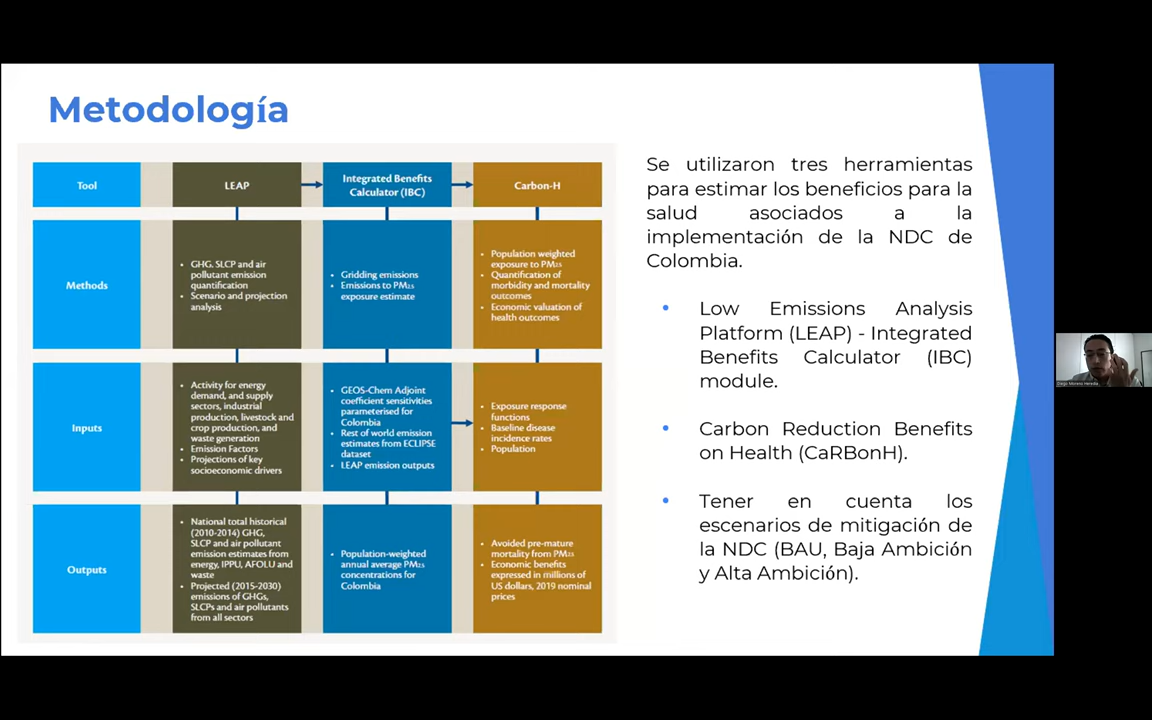 Metodología
Tool
LEAP
Integrated Benefits
Calculator (IBC)
Carbon-H
Methods
• GHG, SLCP and air
pollutant emission
quantification
• Scenario and projection
analysis
• Gridding emissions
• Emissions to PM2.5
exposure estimate
• Population weighted
exposure to PM2.5
• Quantification of
morbidity and mortality
outcomes
• Economic valuation of
health outcomes
Inputs
• Activity for energy
demand, and supply
sectors, industrial
production, livestock and
crop production, and
waste generation
• Emission Factors
• Projections of key
socioeconomic drivers
• GEOS-Chem Adjoint
coefficient sensitivities
parameterised for
Colombia
• Rest of world emission
estimates from ECLIPSE
dataset
• LEAP emission outputs
• Exposure response
functions
• Baseline disease
incidence rates
• Population
Outputs
• National total historical
(2010-2014) GHG,
SLCP and air pollutant
emission estimates from
energy, IPPU, AFOLU and
waste
• Projected (2015-2030)
emissions of GHGs,
SLCPs and air pollutants
from all sectors
• Population-weighted
annual average PM2.5
concentrations for
Colombia
• Avoided pre-mature
mortality from PM2.5
• Economic benefits
expressed in millions of
US dollars, 2019 nominal
prices
Se utilizaron tres herramientas
para estimar los beneficios para la
salud asociados a la
implementación de la NDC de
Colombia.
• Low Emissions Analysis
Platform (LEAP) - Integrated
Benefits Calculator (IBC)
module.
• Carbon Reduction Benefits
on Health (CaRBonH).
• Tener en cuenta los
escenarios de mitigación de
la NDC (BAU, Baja Ambición
y Alta Ambición).
Diego Moreno Heredia